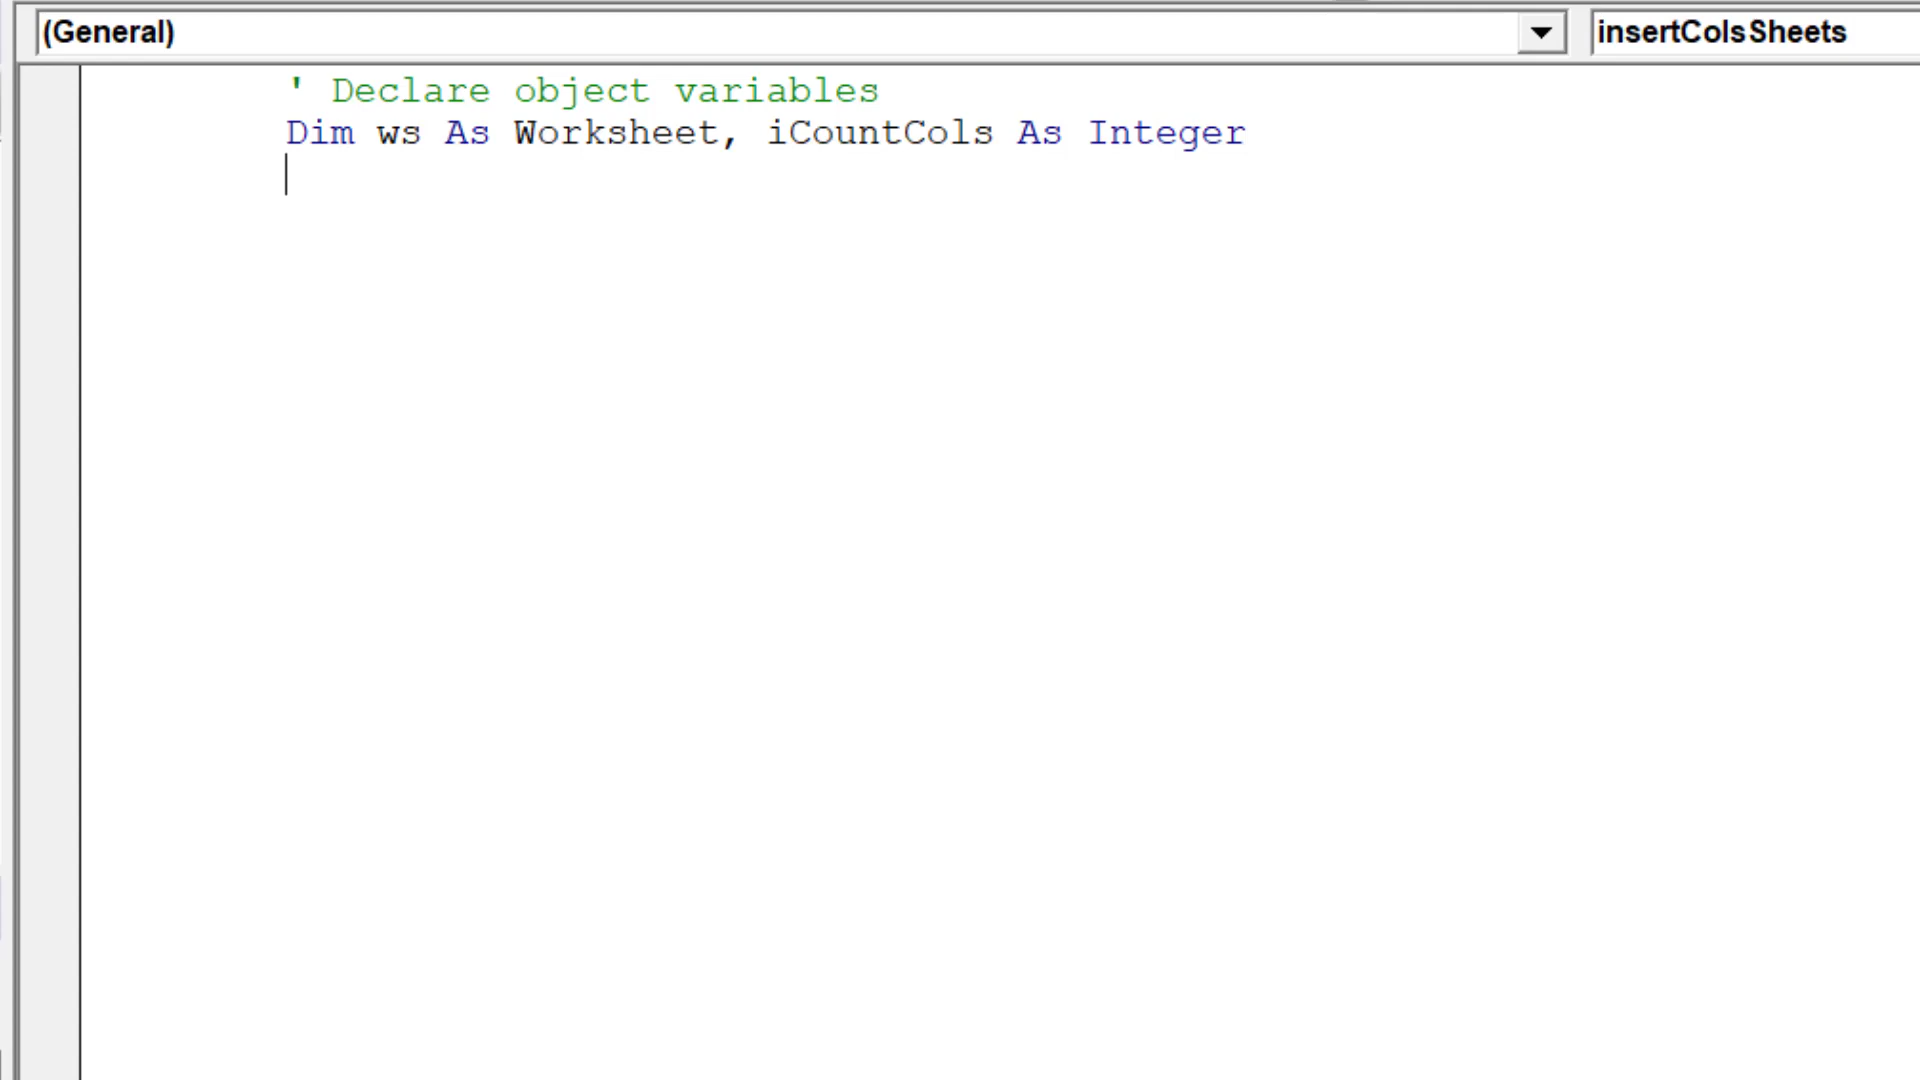 (General) insertColsSheets
' Declare object variables
Dim ws As Worksheet, iCountCols As Integer